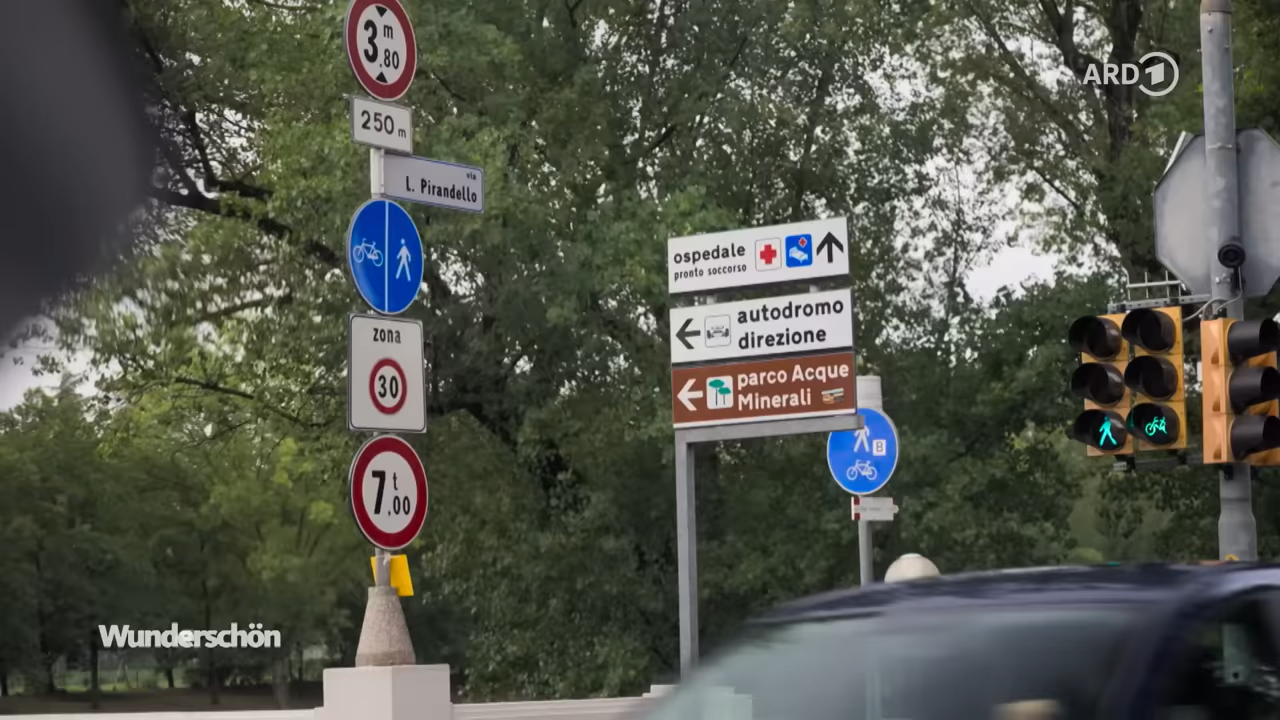 3 m .80
250 m
via
L. Pirandello
zona
30
7 t .00
ospedale
pronto soccorso
autodromo
direzione
parco Acque
Minerali
B
ARD 1
Wunderschön